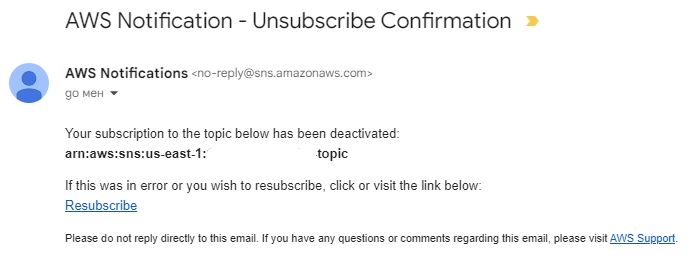 AWS Notification - Unsubscribe Confirmation
AWS Notifications <no-reply@sns.amazonaws.com>
до мен
Your subscription to the topic below has been deactivated:
arn:aws:sns:us-east-1: -topic
If this was in error or you wish to resubscribe, click or visit the link below:
Resubscribe
Please do not reply directly to this email. If you have any questions or comments regarding this email, please visit AWS Support.